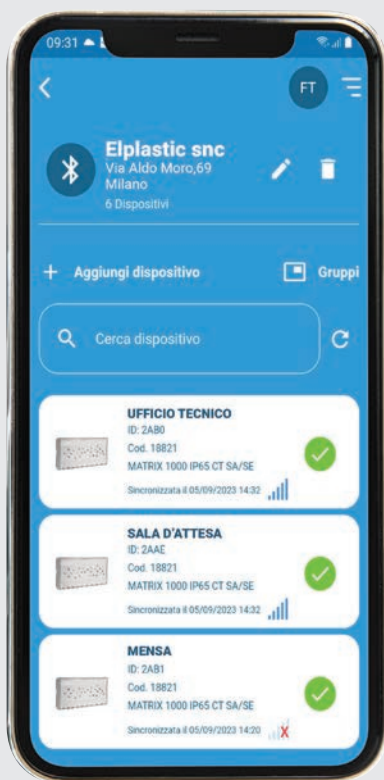 09:31
FT
Elplastic snc
Via Aldo Moro,69
Milano
6 Dispositivi
+ Aggiungi dispositivo
Gruppi
Cerca dispositivo
UFFICIO TECNICO
ID: 2AB0
Cod. 18821
MATRIX 1000 IP65 CT SA/SE
Sincronizzata il 05/09/2023 14:32
SALA D'ATTESA
ID: 2AAE
Cod. 18821
MATRIX 1000 IP65 CT SA/SE
Sincronizzata il 05/09/2023 14:32
MENSA
ID: 2AB1
Cod. 18821
MATRIX 1000 IP65 CT SA/SE
Sincronizzata il 05/09/2023 14:20